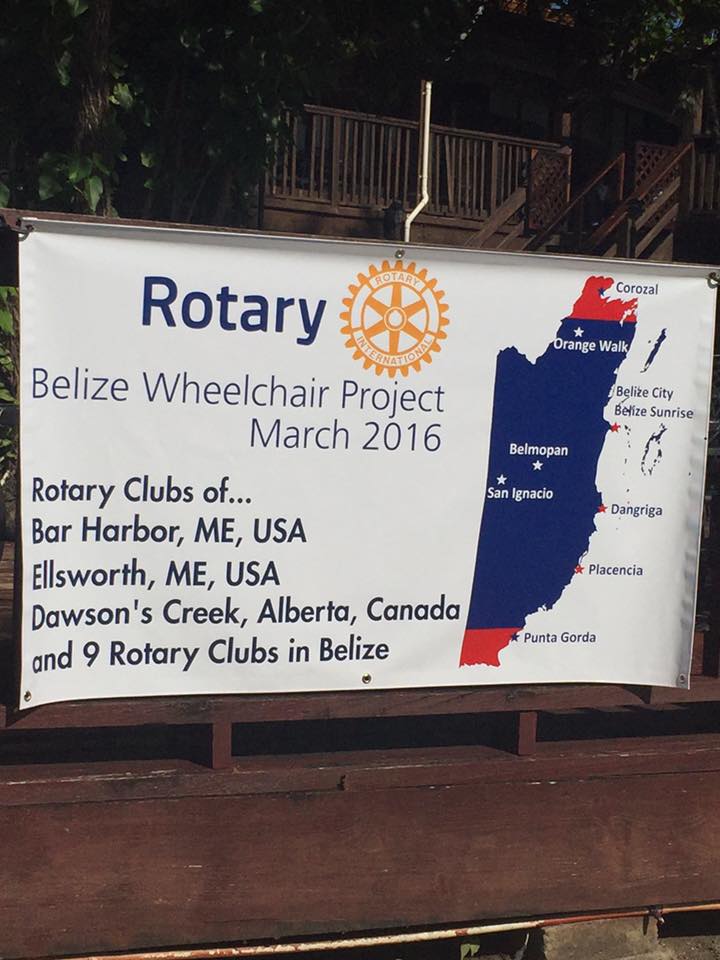 Rotary
ROTARY
INTERNATIONAL
Belize Wheelchair Project
March 2016
Rotary Clubs of...
Bar Harbor, ME, USA
Ellsworth, ME, USA
Dawson's Creek, Alberta, Canada
and 9 Rotary Clubs in Belize
Corozal
Orange Walk
Belize City
Belize Sunrise
Belmopan
San Ignacio
Dangriga
Placencia
Punta Gorda